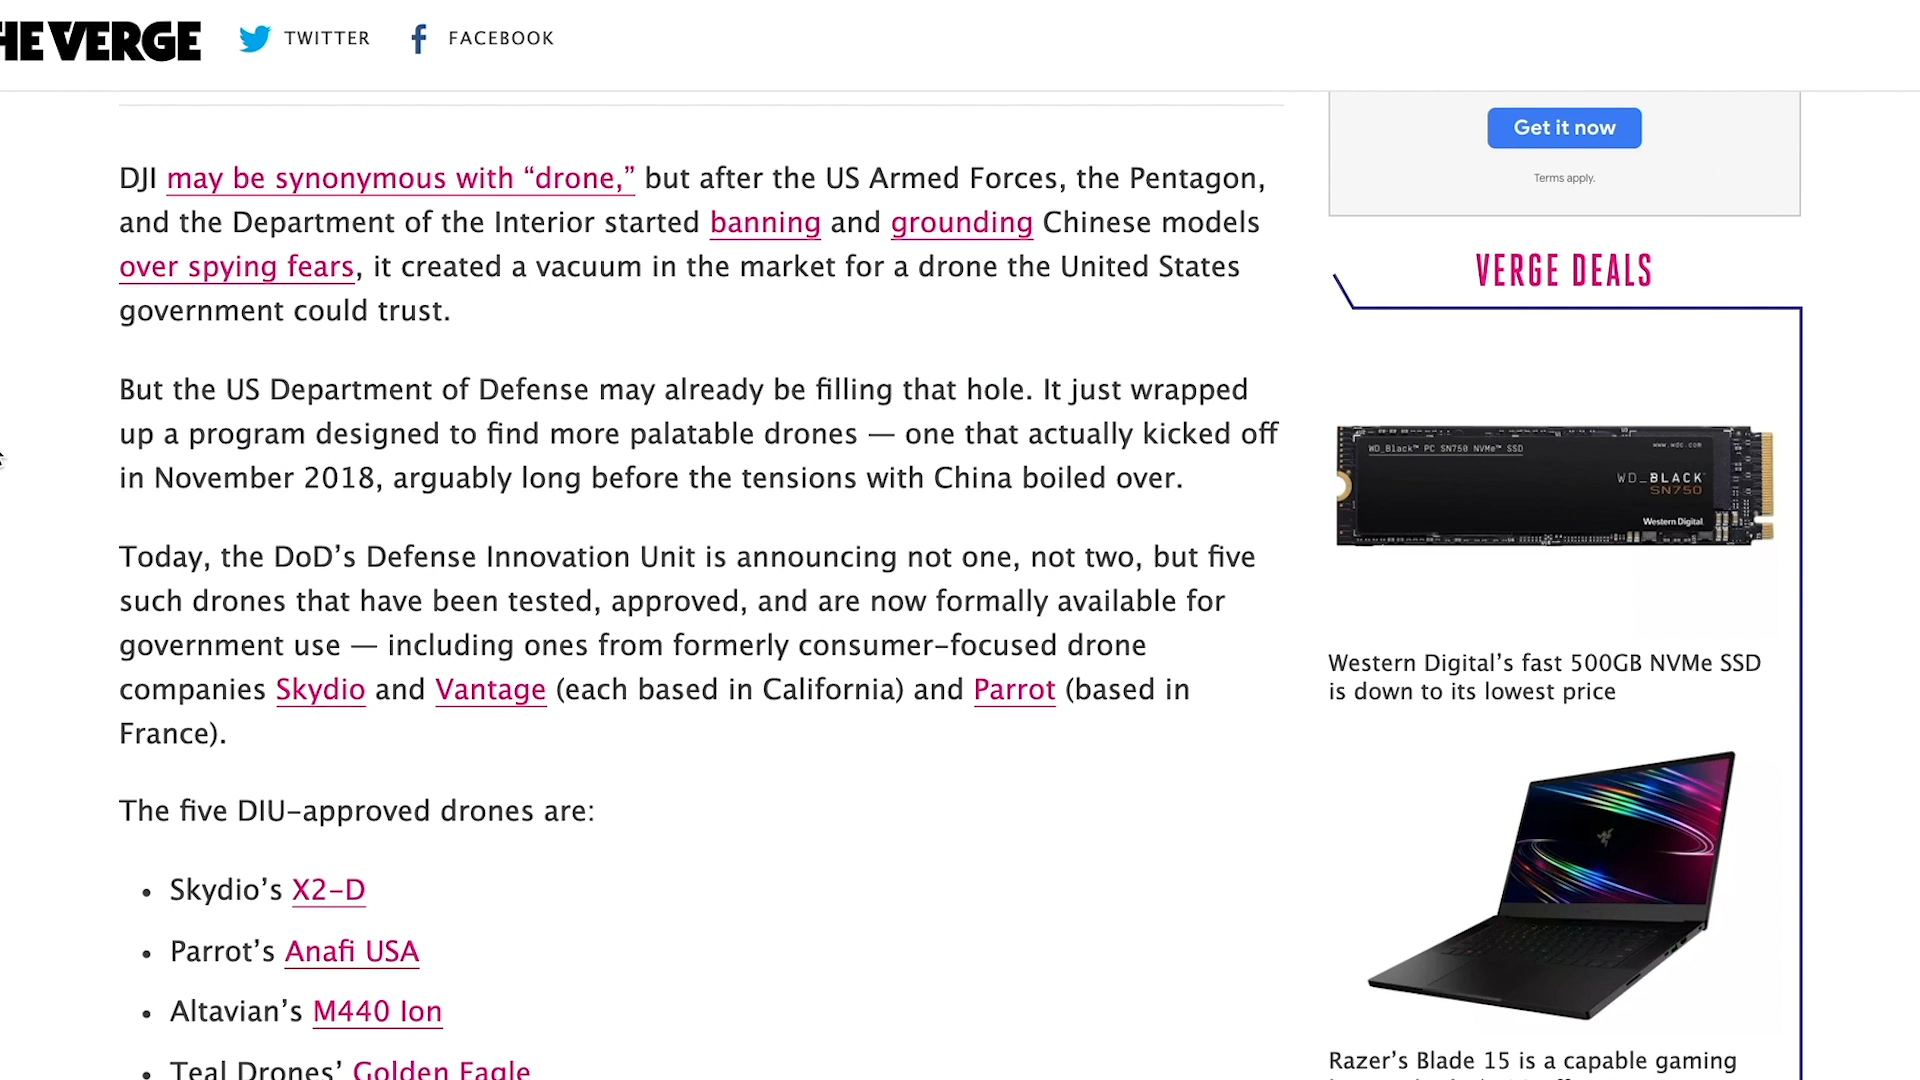 HE VERGE
TWITTER
FACEBOOK
DJI may be synonymous with “drone,” but after the US Armed Forces, the Pentagon,
and the Department of the Interior started banning and grounding Chinese models
over spying fears, it created a vacuum in the market for a drone the United States
government could trust.
But the US Department of Defense may already be filling that hole. It just wrapped
up a program designed to find more palatable drones — one that actually kicked off
in November 2018, arguably long before the tensions with China boiled over.
Today, the DoD’s Defense Innovation Unit is announcing not one, not two, but five
such drones that have been tested, approved, and are now formally available for
government use — including ones from formerly consumer-focused drone
companies Skydio and Vantage (each based in California) and Parrot (based in
France).
The five DIU-approved drones are:
• Skydio’s X2-D
• Parrot’s Anafi USA
• Altavian’s M440 Ion
• Teal Drones’ Golden Eagle
Get it now
Terms apply.
VERGE DEALS
WD_Black™ PC SN750 NVMe™ SSD
www.wdc.com
WD_BLACK™
SN750
Western Digital
Western Digital’s fast 500GB NVMe SSD
is down to its lowest price
Razer’s Blade 15 is a capable gaming